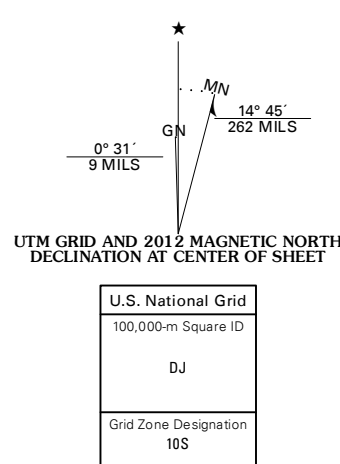 ★
MN
GN
14° 45´
262 MILS
0° 31´
9 MILS
UTM GRID AND 2012 MAGNETIC NORTH
DECLINATION AT CENTER OF SHEET
U.S. National Grid
100,000-m Square ID
DJ
Grid Zone Designation
10S